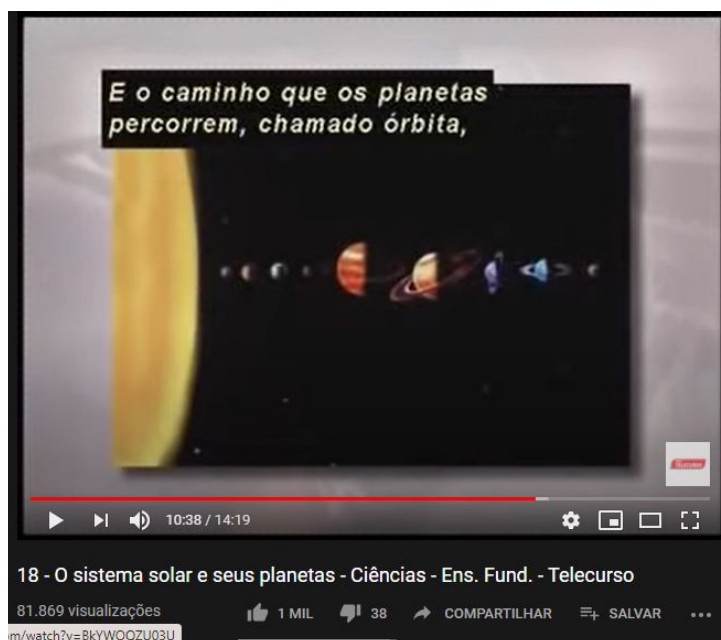 E o caminho que os planetas
percorrem, chamado órbita,
10:38 / 14:19
18 - O sistema solar e seus planetas - Ciências - Ens. Fund. - Telecurso
81.869 visualizações 1 MIL 38 COMPARTILHAR SALVAR
m/watch?v=BkYWOOZU03U